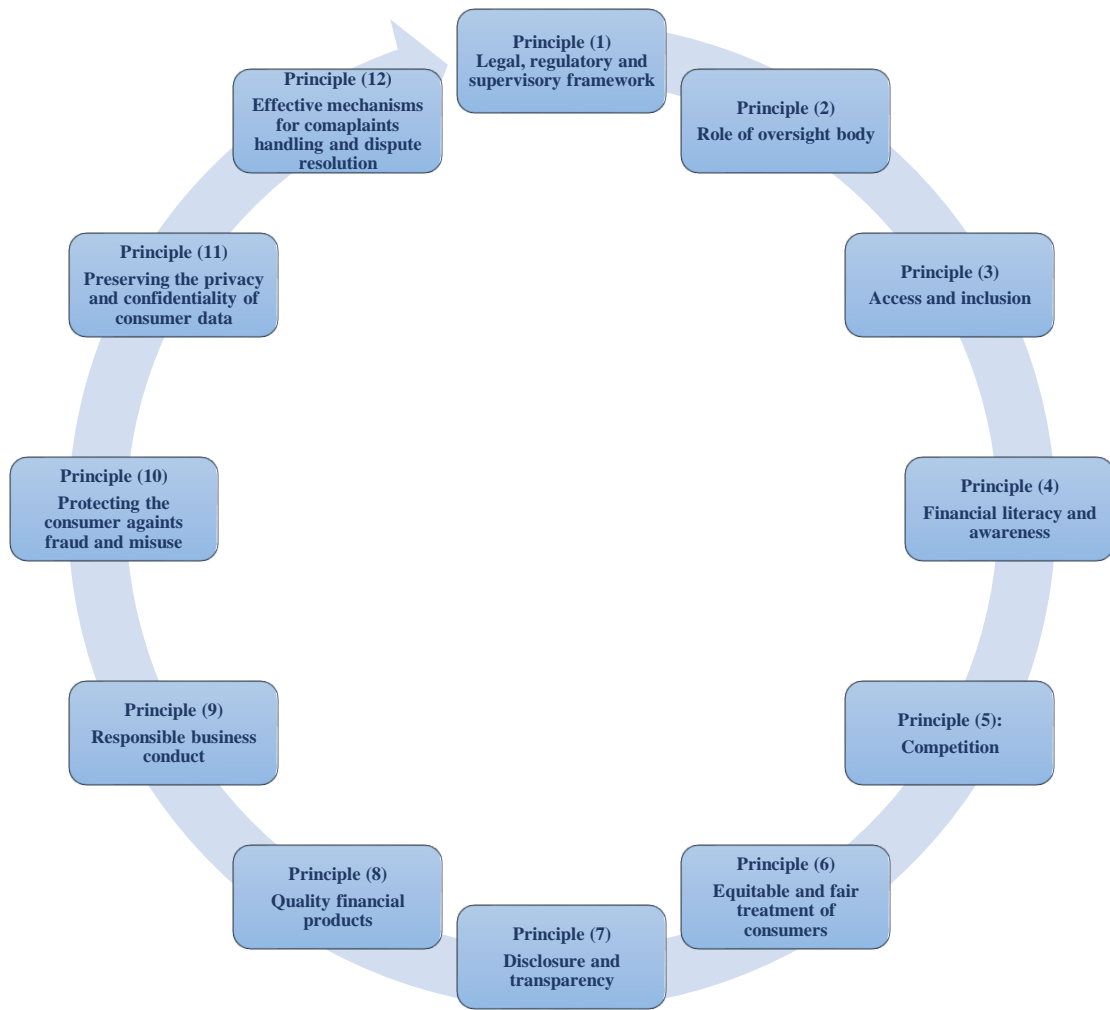 Principle (1)
Legal, regulatory and
supervisory framework
Principle (2)
Role of oversight body
Principle (3)
Access and inclusion
Principle (4)
Financial literacy and
awareness
Principle (5):
Competition
Principle (6)
Equitable and fair
treatment of
consumers
Principle (7)
Disclosure and
transparency
Principle (8)
Quality financial
products
Principle (9)
Responsible business
conduct
Principle (10)
Protecting the
consumer againts
fraud and misuse
Principle (11)
Preserving the privacy
and confidentiality of
consumer data
Principle (12)
Effective mechanisms
for comaplaints
handling and dispute
resolution